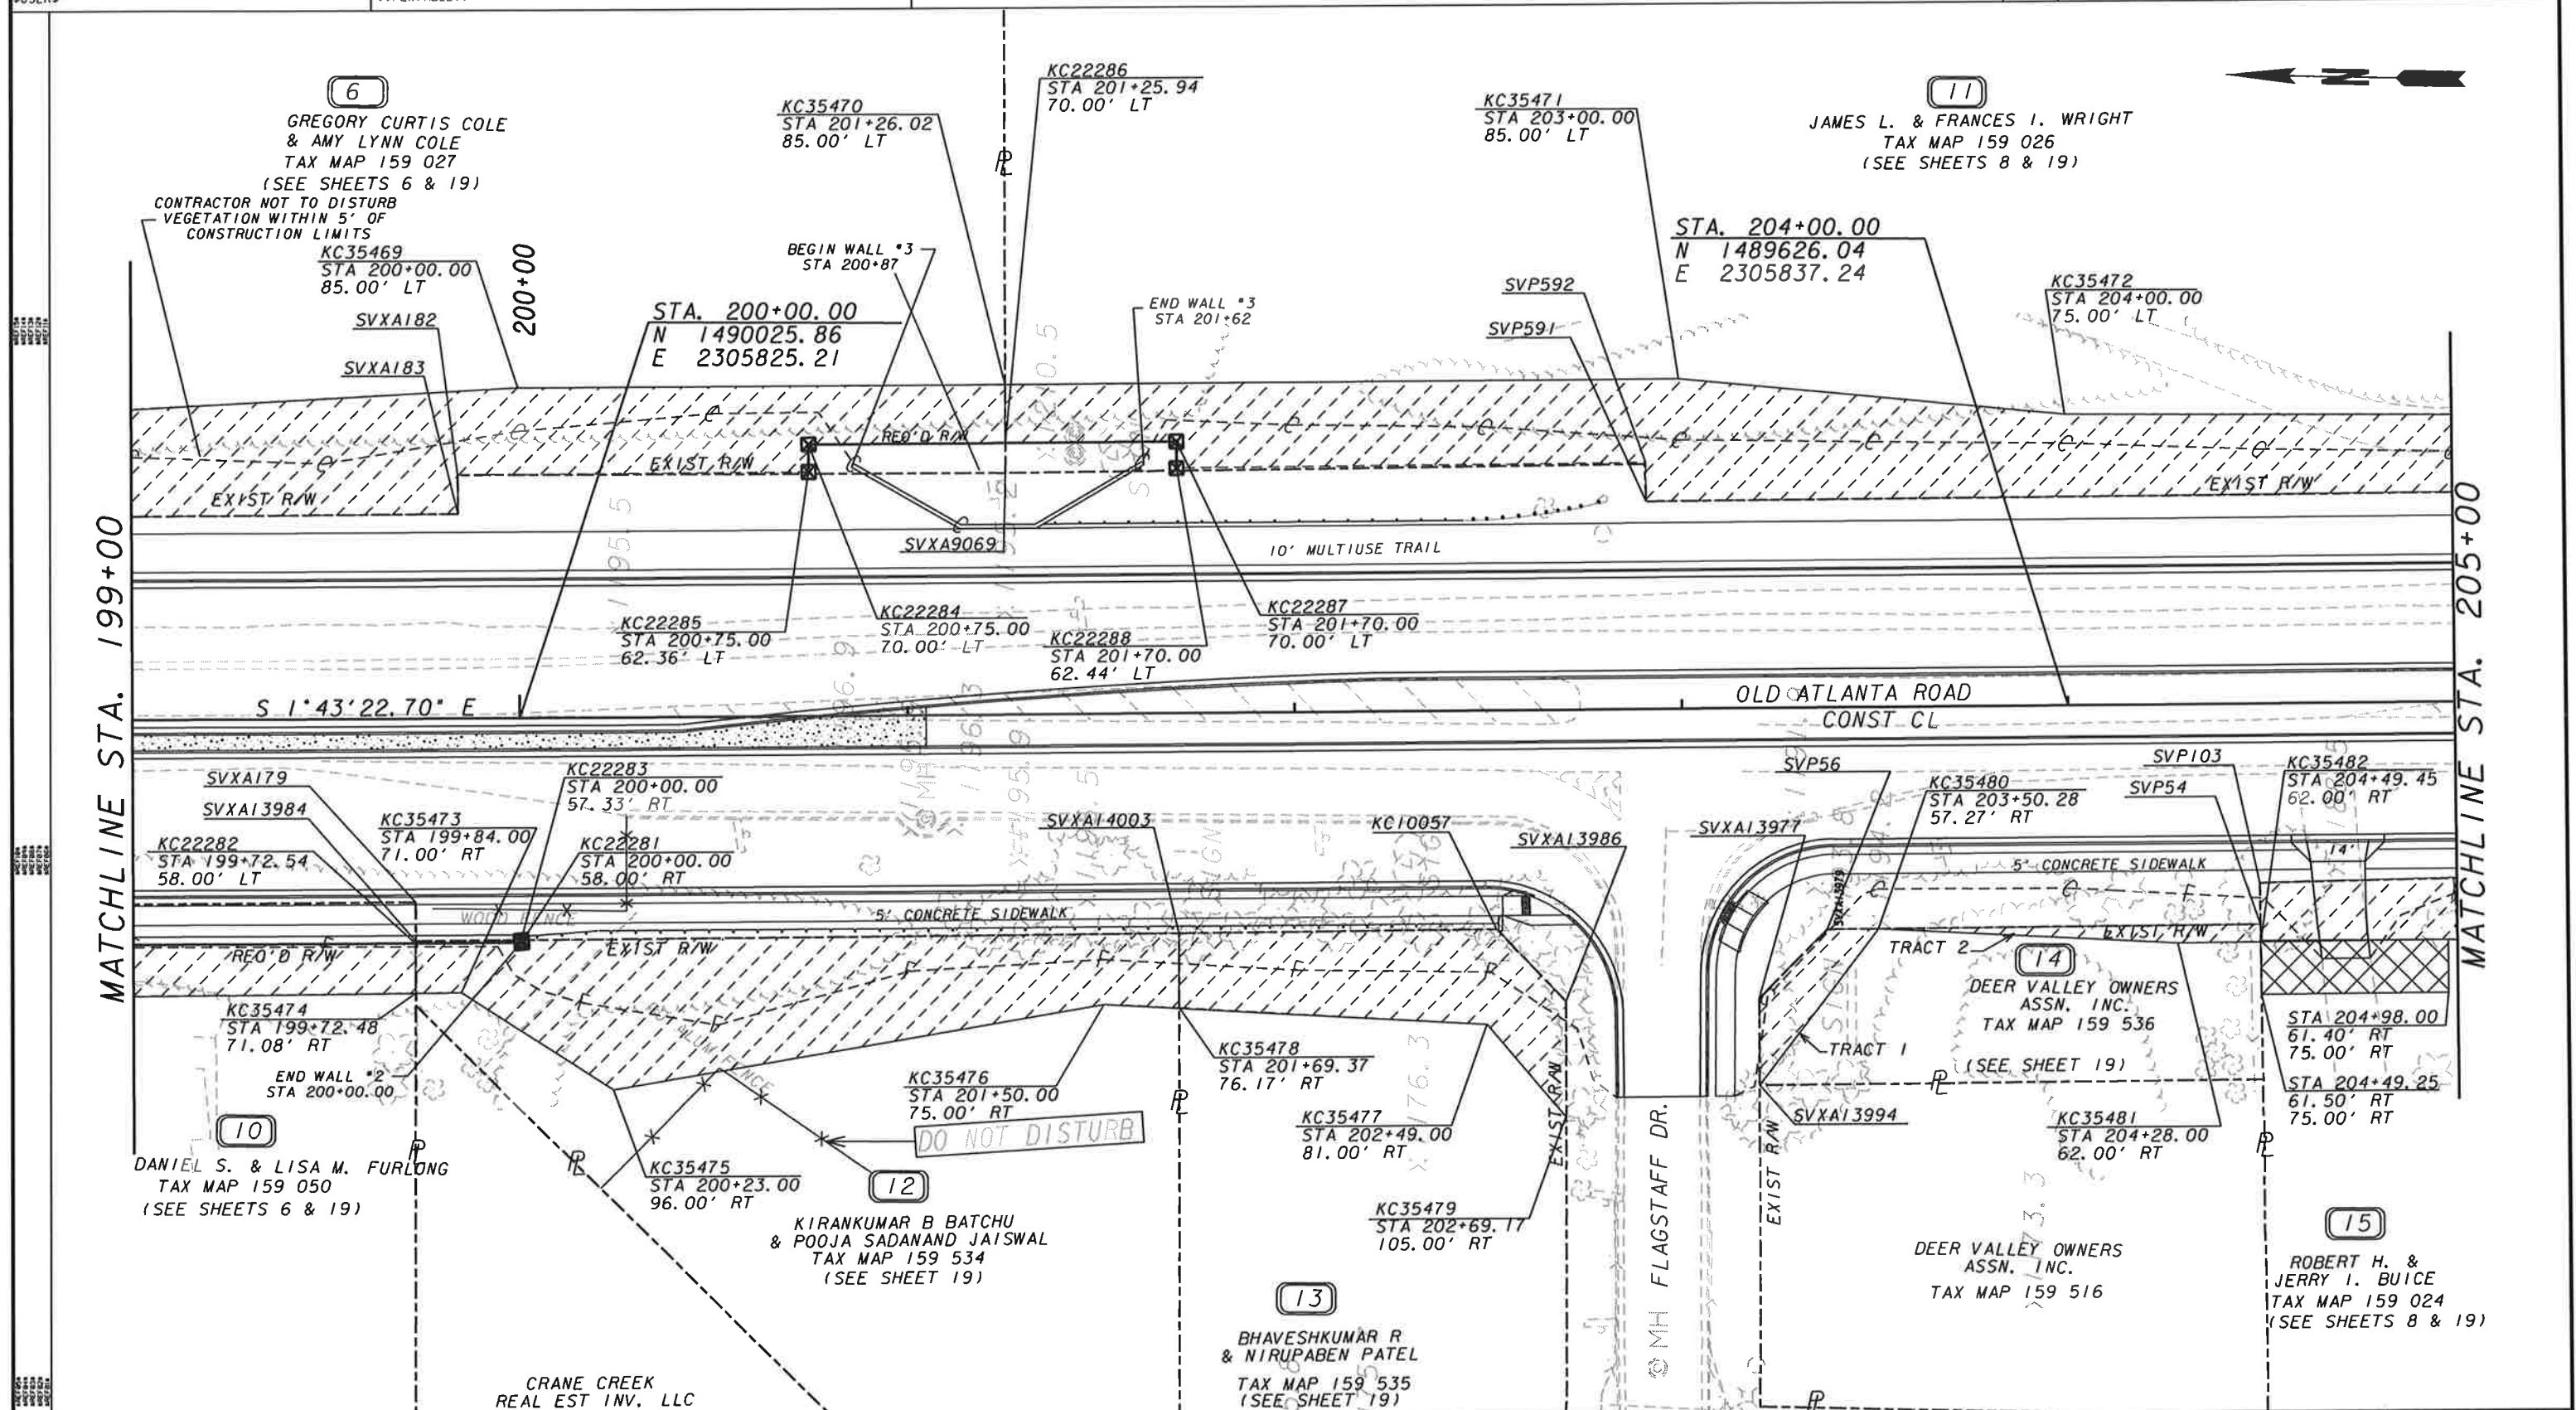 6
GREGORY CURTIS COLE
& AMY LYNN COLE
TAX MAP 159 027
(SEE SHEETS 6 & 19)
CONTRACTOR NOT TO DISTURB
VEGETATION WITHIN 5' OF
CONSTRUCTION LIMITS
KC35469
STA 200+00.00
85.00' LT
SVXA182
SVXA183
200+00
STA. 200+00.00
N 1490025.86
E 2305825.21
KC35470
STA 201+26.02
85.00' LT
KC22286
STA 201+25.94
70.00' LT
BEGIN WALL #3
STA 200+87
END WALL #3
STA 201+62
KC35471
STA 203+00.00
85.00' LT
11
JAMES L. & FRANCES I. WRIGHT
TAX MAP 159 026
(SEE SHEETS 8 & 19)
N
STA. 204+00.00
N 1489626.04
E 2305837.24
SVP592
SVP591
KC35472
STA 204+00.00
75.00' LT
REQ'D R/W
EXIST R/W
EXIST R/W
EXIST R/W
SVXA9069
10' MULTIUSE TRAIL
MATCHLINE STA. 199+00
MATCHLINE STA. 205+00
KC22285
STA 200+75.00
62.36' LT
KC22284
STA 200+75.00
70.00' LT
KC22288
STA 201+70.00
62.44' LT
KC22287
STA 201+70.00
70.00' LT
S 1°43'22.70" E
OLD ATLANTA ROAD
CONST CL
SVXA179
SVXA13984
KC22282
STA 199+72.54
58.00' LT
KC35473
STA 199+84.00
71.00' RT
KC22283
STA 200+00.00
57.33' RT
KC22281
STA 200+00.00
58.00' RT
MH
SVXA14003
KC10057
SVXA13986
SVXA13977
SVP56
KC35480
STA 203+50.28
57.27' RT
SVP103
SVP54
KC35482
STA 204+49.45
62.00' RT
14'
5' CONCRETE SIDEWALK
5' CONCRETE SIDEWALK
WOOD FENCE
SVXA13979
REQ'D R/W
EXIST R/W
EXIST R/W
TRACT 2
TRACT 1
14
DEER VALLEY OWNERS
ASSN. INC.
TAX MAP 159 536
(SEE SHEET 19)
KC35474
STA 199+72.48
71.08' RT
END WALL #2
STA 200+00.00
ALUM FENCE
KC35476
STA 201+50.00
75.00' RT
DO NOT DISTURB
KC35475
STA 200+23.00
96.00' RT
KC35478
STA 201+69.37
76.17' RT
KC35477
STA 202+49.00
81.00' RT
KC35479
STA 202+69.17
105.00' RT
EXIST R/W
EXIST R/W
SVXA13994
KC35481
STA 204+28.00
62.00' RT
STA 204+98.00
61.40' RT
75.00' RT
STA 204+49.25
61.50' RT
75.00' RT
10
DANIEL S. & LISA M. FURLONG
TAX MAP 159 050
(SEE SHEETS 6 & 19)
12
KIRANKUMAR B BATCHU
& POOJA SADANAND JAISWAL
TAX MAP 159 534
(SEE SHEET 19)
13
BHAVESHKUMAR R
& NIRUPABEN PATEL
TAX MAP 159 535
(SEE SHEET 19)
MH FLAGSTAFF DR.
DEER VALLEY OWNERS
ASSN. INC.
TAX MAP 159 516
15
ROBERT H. &
JERRY I. BUICE
TAX MAP 159 024
(SEE SHEETS 8 & 19)
CRANE CREEK
REAL EST INV, LLC